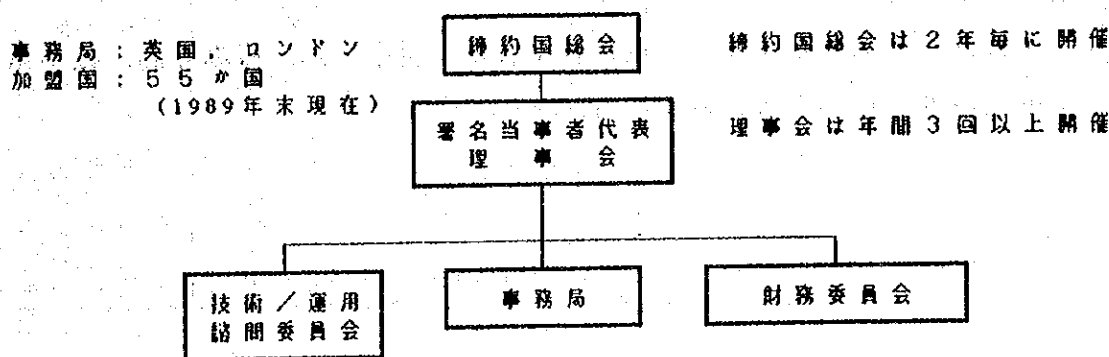 事務局：英国，ロンドン
加盟国：55か国
(1989年末現在)
締約国総会
締約国総会は2年毎に開催
署名当事者代表
理事会
理事会は年間3回以上開催
技術／運用
諮問委員会
事務局
財務委員会